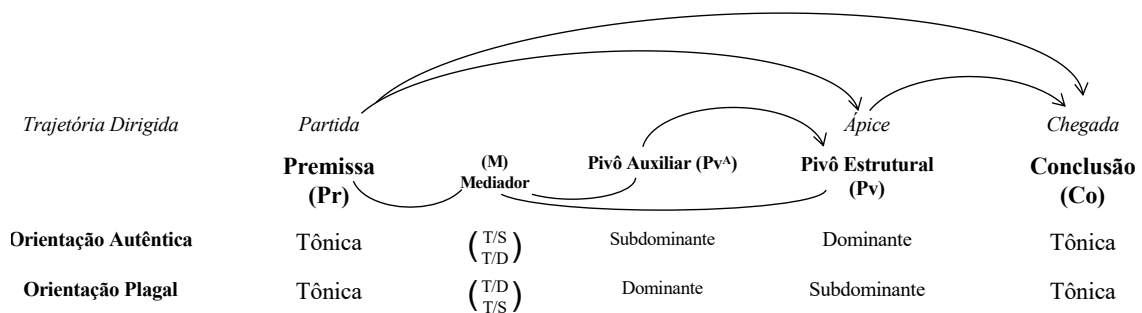 Trajetória Dirigida Partida Ápice Chegada
Premissa (M) Pivô Auxiliar (Pvᴬ) Pivô Estrutural Conclusão
(Pr) Mediador (Pv) (Co)
Orientação Autêntica Tônica (T/S T/D) Subdominante Dominante Tônica
Orientação Plagal Tônica (T/D T/S) Dominante Subdominante Tônica